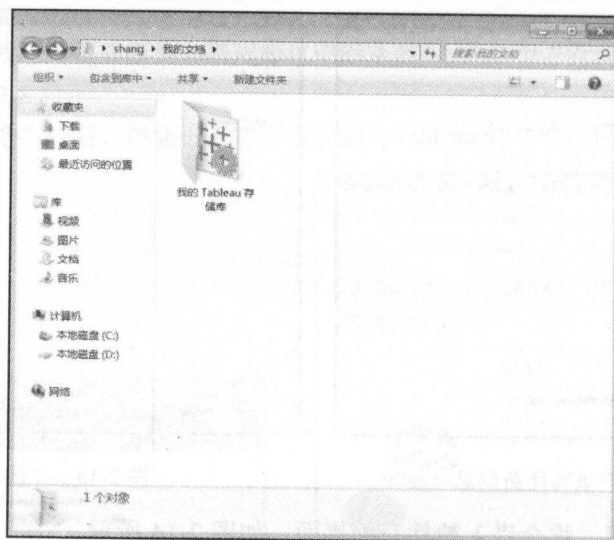 shang ▸ 我的文档 ▸
搜索 我的文档
组织 包含到库中 共享 新建文件夹
收藏夹
下载
桌面
最近访问的位置
我的 Tableau 存
储库
库
视频
图片
文档
音乐
计算机
本地磁盘 (C:)
本地磁盘 (D:)
网络
1 个对象